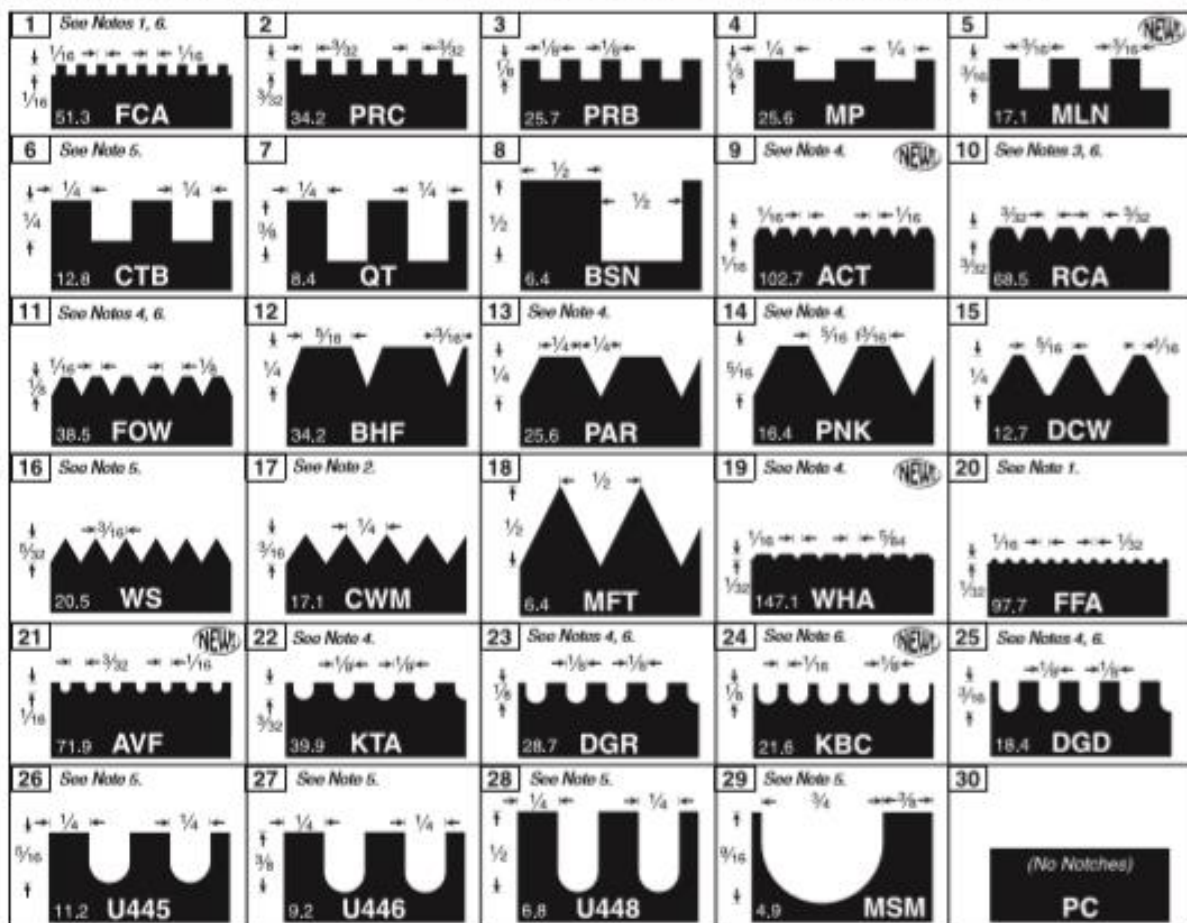 1 See Notes 1, 6.
1/16 1/16
1/16
51.3 FCA
2
3/32 3/32
3/32
34.2 PRC
3
1/8 1/8
1/8
25.7 PRB
4
1/4 1/4
1/8
25.6 MP
5 NEW!
3/16 3/16
3/16
17.1 MLN
6 See Note 5.
1/4 1/4
1/4
12.8 CTB
7
1/4 1/4
3/8
8.4 QT
8
1/2
1/2
1/2
6.4 BSN
9 See Note 4. NEW!
1/16 1/16
1/16
102.7 ACT
10 See Notes 3, 6.
3/32 3/32
3/32
68.5 RCA
11 See Notes 4, 6.
1/16 1/8
1/8
38.5 FOW
12
5/16 3/16
1/4
34.2 BHF
13 See Note 4.
1/4 1/4
1/4
25.6 PAR
14 See Note 4.
5/16 3/16
5/16
16.4 PNK
15
5/16 1/16
1/4
12.7 DCW
16 See Note 5.
3/16
5/32
20.5 WS
17 See Note 2.
1/4
3/16
17.1 CWM
18
1/2
1/2
6.4 MFT
19 See Note 4. NEW!
1/16 5/64
1/32
147.1 WHA
20 See Note 1.
1/16 1/32
1/32
97.7 FFA
21 NEW!
3/32 1/16
1/16
71.9 AVF
22 See Note 4.
1/8 1/8
3/32
39.9 KTA
23 See Notes 4, 6.
1/8 1/8
1/8
28.7 DGR
24 See Note 6. NEW!
1/16 1/8
1/8
21.6 KBC
25 See Notes 4, 6.
1/8 1/8
3/16
18.4 DGD
26 See Note 5.
1/4 1/4
5/16
11.2 U445
27 See Note 5.
1/4 1/4
3/8
9.2 U446
28 See Note 5.
1/4 1/4
1/2
6.8 U448
29 See Note 5.
3/4 3/8
9/16
4.9 MSM
30
(No Notches)
PC